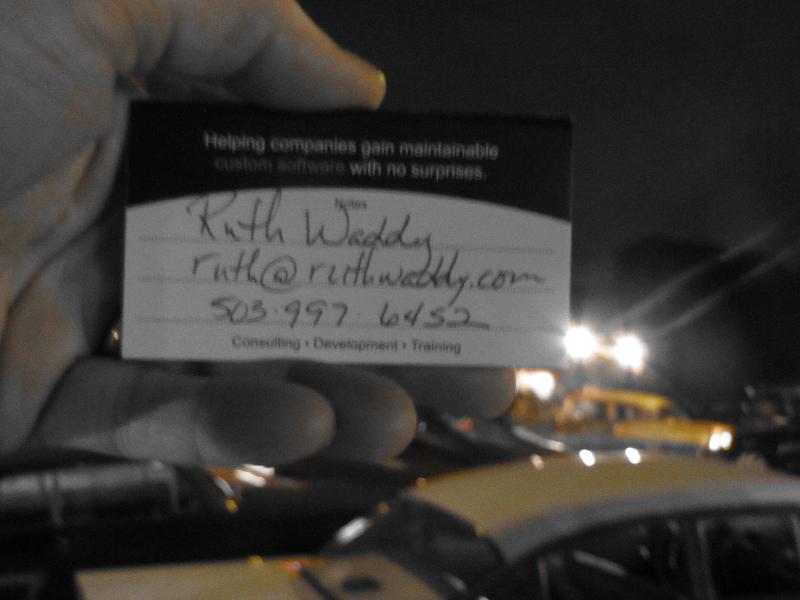 Helping companies gain maintainable
custom software with no surprises.
Notes
Ruth Waddy
ruth@ruthwaddy.com
503·997·6452
Consulting • Development • Training